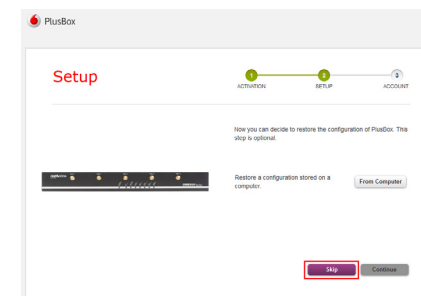 PlusBox
Setup
1
2
3
ACTIVATION
SETUP
ACCOUNT
Now you can decide to restore the configuration of PlusBox. This
step is optional.
Restore a configuration stored on a
computer.
From Computer
Skip
Continue